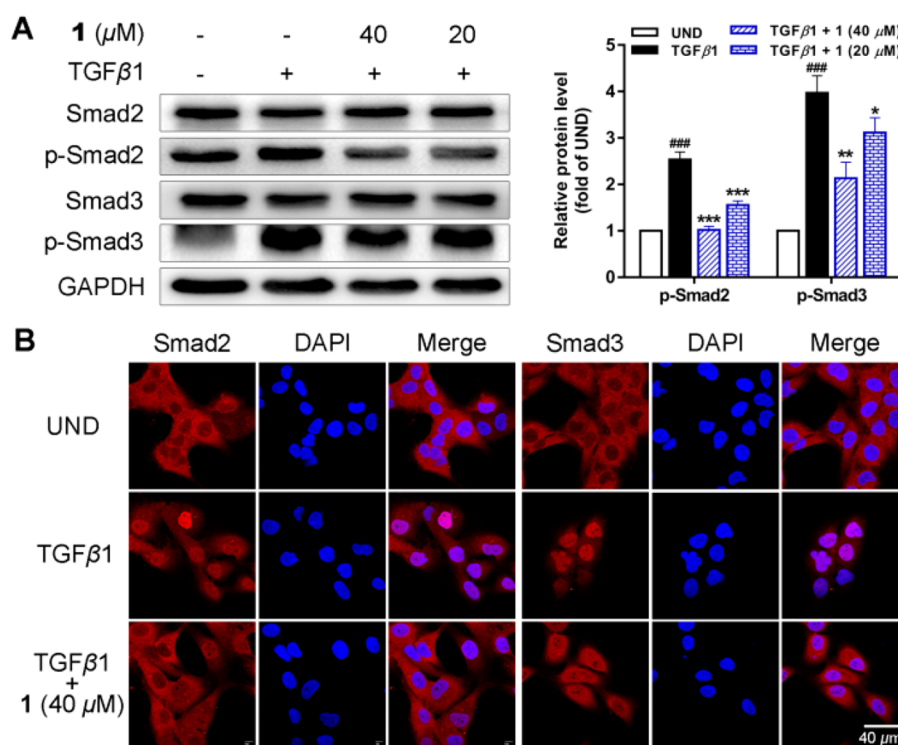 A
1 (μM) - - 40 20
TGFβ1 - + + +
Smad2
p-Smad2
Smad3
p-Smad3
GAPDH
UND
TGFβ1
TGFβ1 + 1 (40 μM)
TGFβ1 + 1 (20 μM)
Relative protein level
(fold of UND)
5
4
3
2
1
0
###
***
***
###
**
*
p-Smad2 p-Smad3
B
Smad2 DAPI Merge Smad3 DAPI Merge
UND
TGFβ1
TGFβ1
+
1 (40 μM)
40 μm